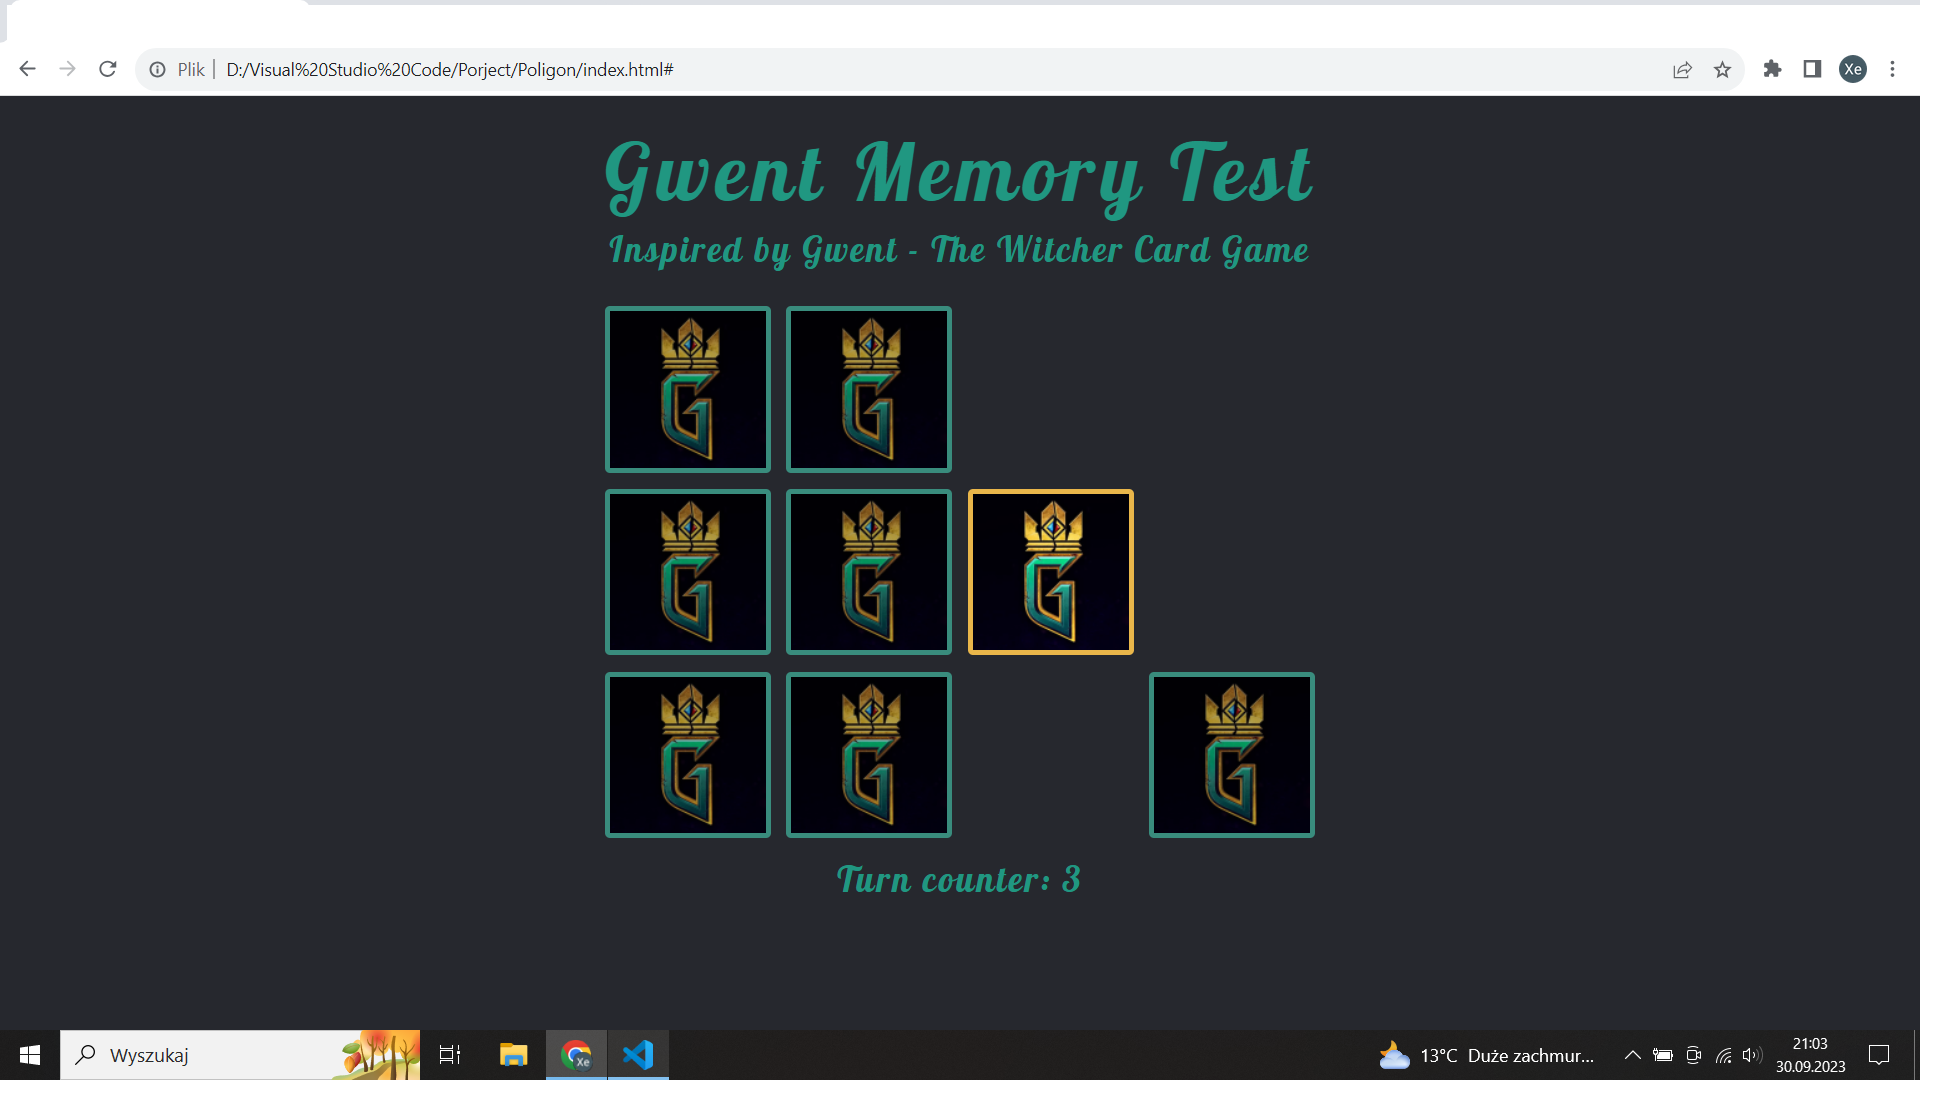 Plik
D:/Visual%20Studio%20Code/Porject/Poligon/index.html#
Xe
Gwent Memory Test
Inspired by Gwent - The Witcher Card Game
G G
G G G
G G G
Turn counter: 3
Wyszukaj
Xe
13°C Duże zachmur...
21:03
30.09.2023